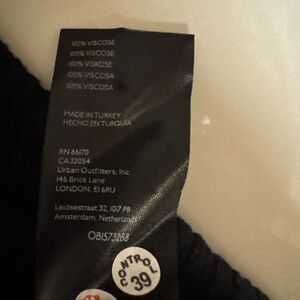 100% VISCOSE
100% VISCOSE
100% VISKOSE
100% VISCOSA
100% VISCOSA
MADE IN TURKEY
HECHO EN TURQUIA
RN 66170
CA 32054
Urban Outfitters, Inc.
146 Brick Lane
LONDON, E1 6RU
Leidsestraat 32, 1017 PB
Amsterdam, Netherlands
OB1573288
CONTROL
39